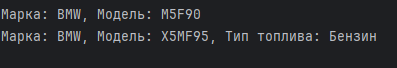 Марка: BMW, Модель: M5F90
Марка: BMW, Модель: X5MF95, Тип топлива: Бензин